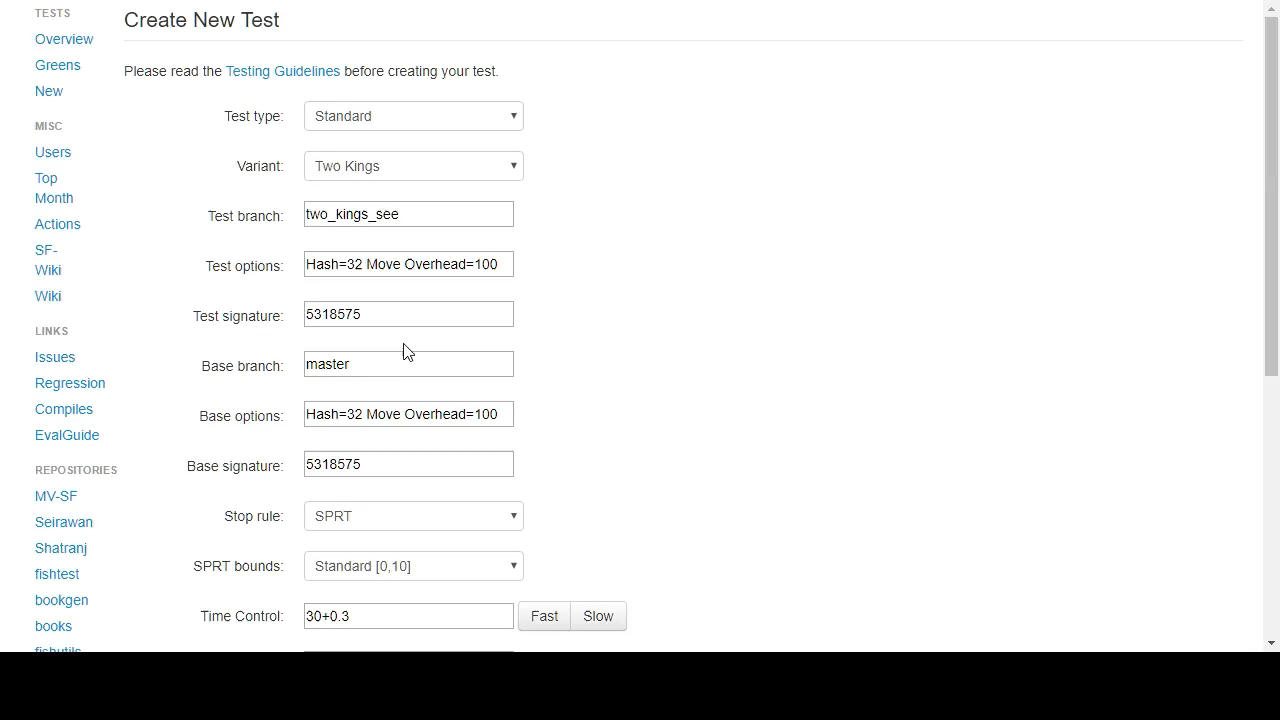 TESTS
Overview
Greens
New
MISC
Users
Top
Month
Actions
SF-
Wiki
Wiki
LINKS
Issues
Regression
Compiles
EvalGuide
REPOSITORIES
MV-SF
Seirawan
Shatranj
fishtest
bookgen
books
fishutils
Create New Test
Please read the Testing Guidelines before creating your test.
Test type: Standard
Variant: Two Kings
Test branch: two_kings_see
Test options: Hash=32 Move Overhead=100
Test signature: 5318575
Base branch: master
Base options: Hash=32 Move Overhead=100
Base signature: 5318575
Stop rule: SPRT
SPRT bounds: Standard [0,10]
Time Control: 30+0.3 Fast Slow